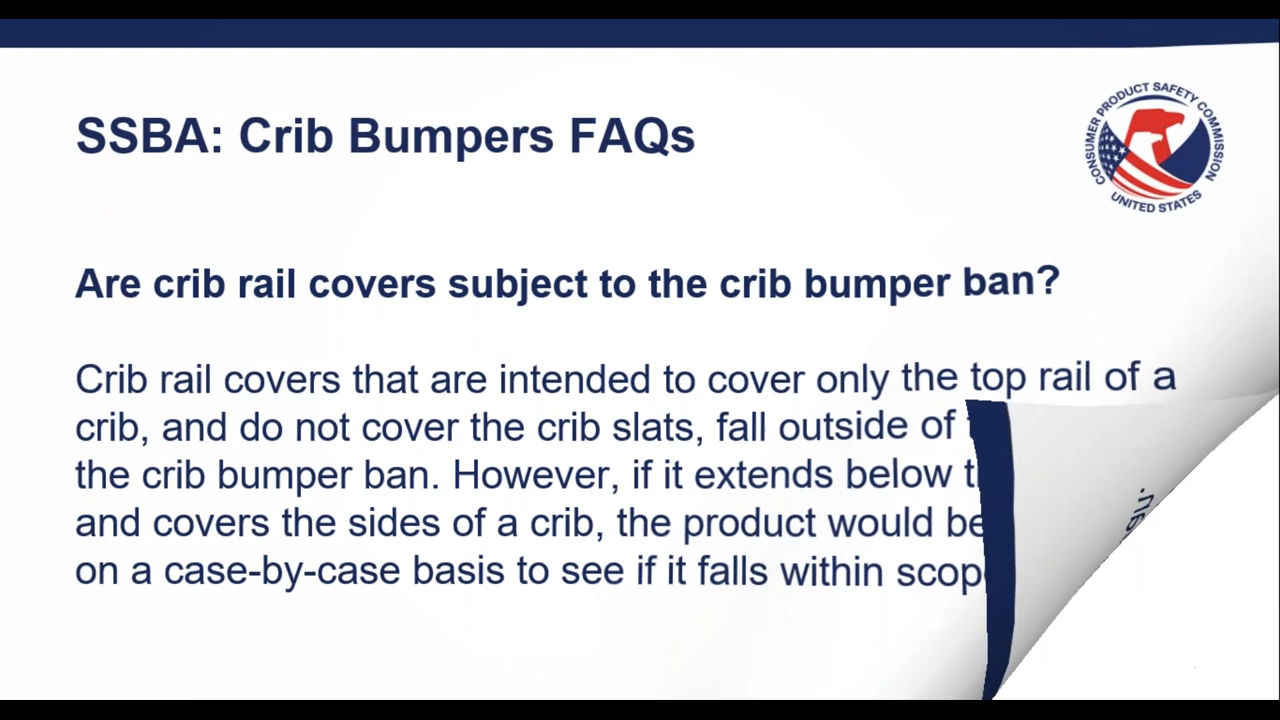 SSBA: Crib Bumpers FAQs
CONSUMER PRODUCT SAFETY COMMISSION
UNITED STATES
Are crib rail covers subject to the crib bumper ban?
Crib rail covers that are intended to cover only the top rail of a
crib, and do not cover the crib slats, fall outside of
the crib bumper ban. However, if it extends below
and covers the sides of a crib, the product would be
on a case-by-case basis to see if it falls within